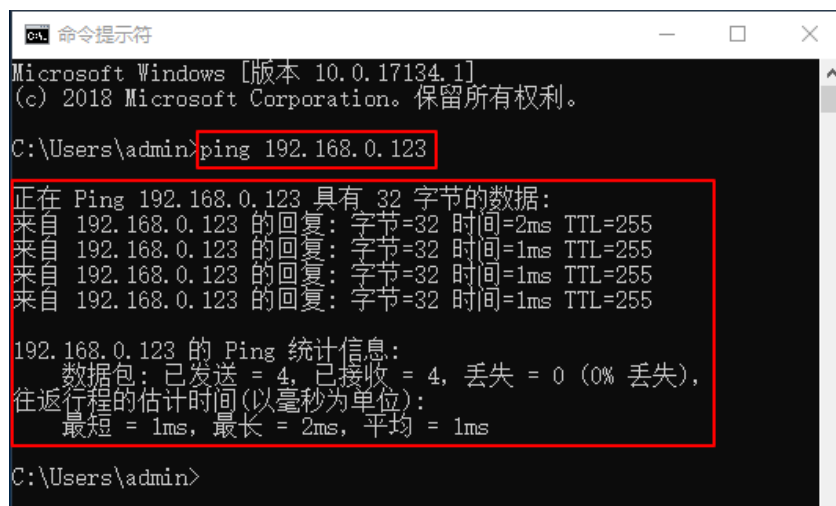 命令提示符
Microsoft Windows [版本 10.0.17134.1]
(c) 2018 Microsoft Corporation。保留所有权利。
C:\Users\admin>ping 192.168.0.123
正在 Ping 192.168.0.123 具有 32 字节的数据:
来自 192.168.0.123 的回复: 字节=32 时间=2ms TTL=255
来自 192.168.0.123 的回复: 字节=32 时间=1ms TTL=255
来自 192.168.0.123 的回复: 字节=32 时间=1ms TTL=255
来自 192.168.0.123 的回复: 字节=32 时间=1ms TTL=255
192.168.0.123 的 Ping 统计信息:
数据包: 已发送 = 4, 已接收 = 4, 丢失 = 0 (0% 丢失),
往返行程的估计时间(以毫秒为单位):
最短 = 1ms, 最长 = 2ms, 平均 = 1ms
C:\Users\admin>